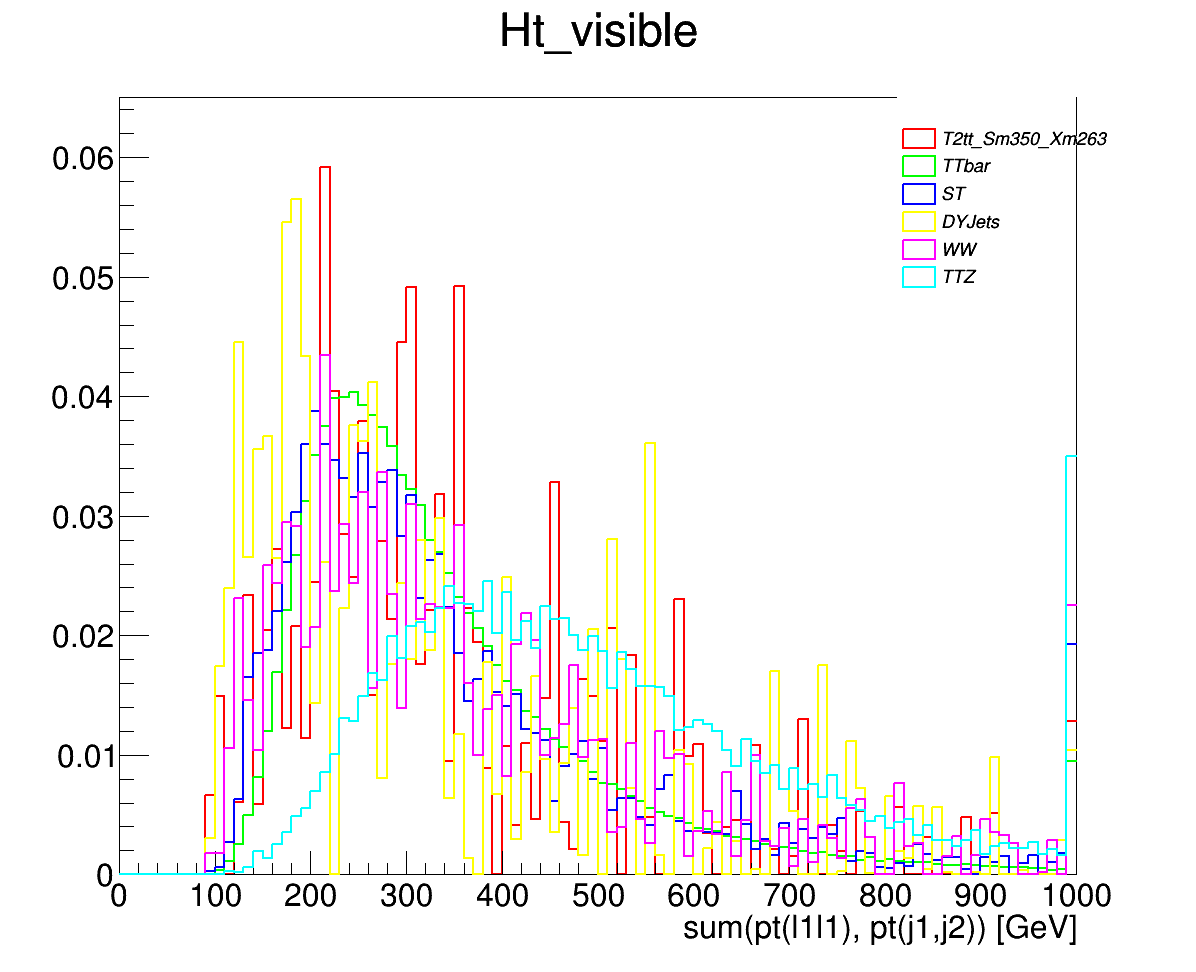 Ht_visible
T2tt_Sm350_Xm263
TTbar
ST
DYJets
WW
TTZ
0.06
0.05
0.04
0.03
0.02
0.01
0
0 100 200 300 400 500 600 700 800 900 1000
sum(pt(l1l1), pt(j1,j2)) [GeV]